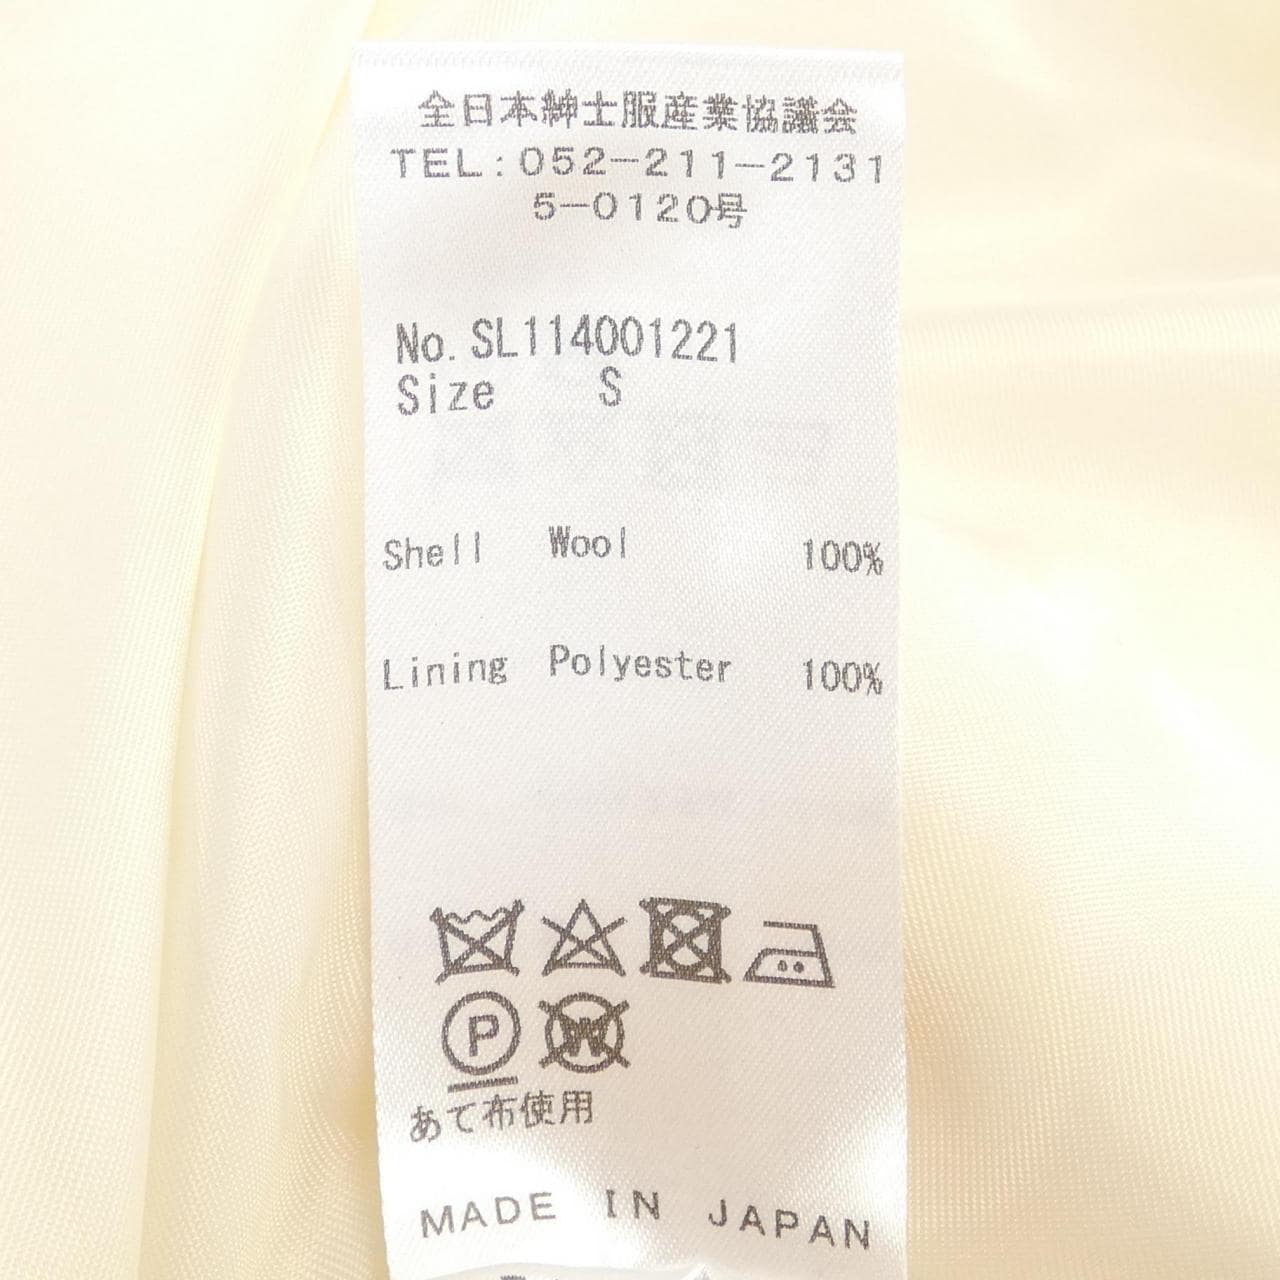 全日本紳士服産業協議会
TEL:052-211-2131
5-0120号
No.SL114001221
Size S
Shell Wool 100%
Lining Polyester 100%
P W
あて布使用
MADE IN JAPAN